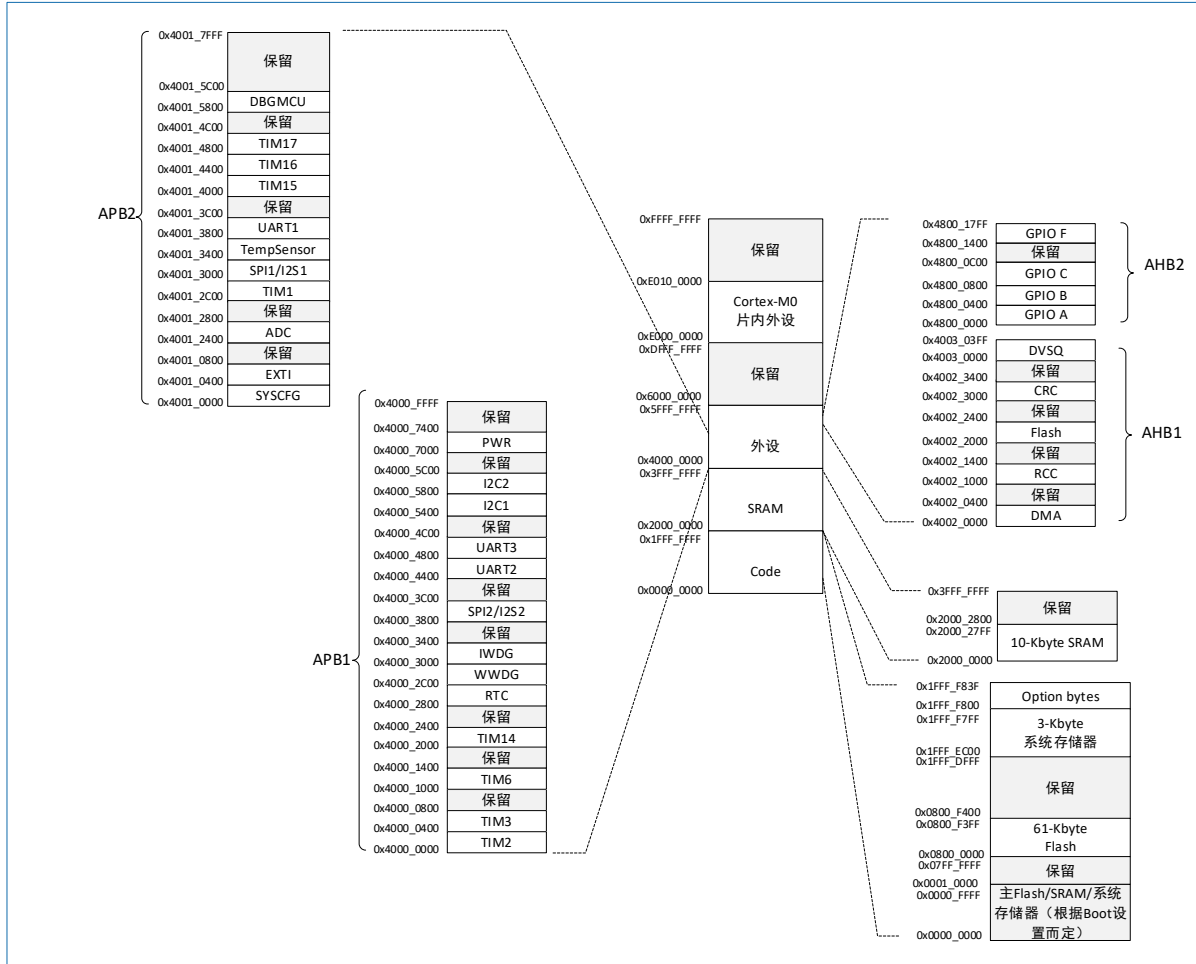 0x4001_7FFF
保留
0x4001_5C00
DBGMCU
0x4001_5800
保留
0x4001_4C00
TIM17
0x4001_4800
TIM16
0x4001_4400
TIM15
0x4001_4000
保留
0x4001_3C00
UART1
0x4001_3800
TempSensor
0x4001_3400
SPI1/I2S1
0x4001_3000
TIM1
0x4001_2C00
保留
0x4001_2800
ADC
0x4001_2400
保留
0x4001_0800
EXTI
0x4001_0400
SYSCFG
0x4001_0000
APB2
0x4000_FFFF
保留
0x4000_7400
PWR
0x4000_7000
保留
0x4000_5C00
I2C2
0x4000_5800
I2C1
0x4000_5400
保留
0x4000_4C00
UART3
0x4000_4800
UART2
0x4000_4400
保留
0x4000_3C00
SPI2/I2S2
0x4000_3800
保留
0x4000_3400
IWDG
0x4000_3000
WWDG
0x4000_2C00
RTC
0x4000_2800
保留
0x4000_2400
TIM14
0x4000_2000
保留
0x4000_1400
TIM6
0x4000_1000
保留
0x4000_0800
TIM3
0x4000_0400
TIM2
0x4000_0000
APB1
0xFFFF_FFFF
保留
0xE010_0000
Cortex-M0
片内外设
0xE000_0000
0xDFFF_FFFF
保留
0x6000_0000
0x5FFF_FFFF
外设
0x4000_0000
0x3FFF_FFFF
SRAM
0x2000_0000
0x1FFF_FFFF
Code
0x0000_0000
0x4800_17FF
GPIO F
0x4800_1400
保留
0x4800_0C00
GPIO C
0x4800_0800
GPIO B
0x4800_0400
GPIO A
0x4800_0000
AHB2
0x4003_03FF
DVSQ
0x4003_0000
保留
0x4002_3400
CRC
0x4002_3000
保留
0x4002_2400
Flash
0x4002_2000
保留
0x4002_1400
RCC
0x4002_1000
保留
0x4002_0400
DMA
0x4002_0000
AHB1
0x3FFF_FFFF
保留
0x2000_2800
0x2000_27FF
10-Kbyte SRAM
0x2000_0000
0x1FFF_F83F
Option bytes
0x1FFF_F800
0x1FFF_F7FF
3-Kbyte
系统存储器
0x1FFF_EC00
0x1FFF_DFFF
保留
0x0800_F400
0x0800_F3FF
61-Kbyte
Flash
0x0800_0000
0x07FF_FFFF
保留
0x0001_0000
0x0000_FFFF
主Flash/SRAM/系统
存储器（根据Boot设
置而定）
0x0000_0000